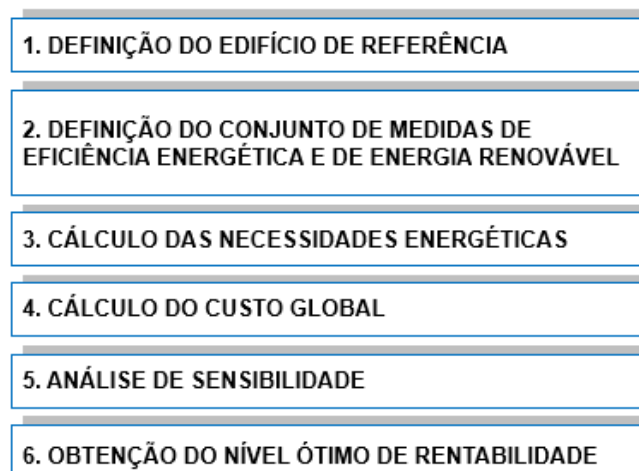 1. DEFINIÇÃO DO EDIFÍCIO DE REFERÊNCIA
2. DEFINIÇÃO DO CONJUNTO DE MEDIDAS DE
EFICIÊNCIA ENERGÉTICA E DE ENERGIA RENOVÁVEL
3. CÁLCULO DAS NECESSIDADES ENERGÉTICAS
4. CÁLCULO DO CUSTO GLOBAL
5. ANÁLISE DE SENSIBILIDADE
6. OBTENÇÃO DO NÍVEL ÓTIMO DE RENTABILIDADE